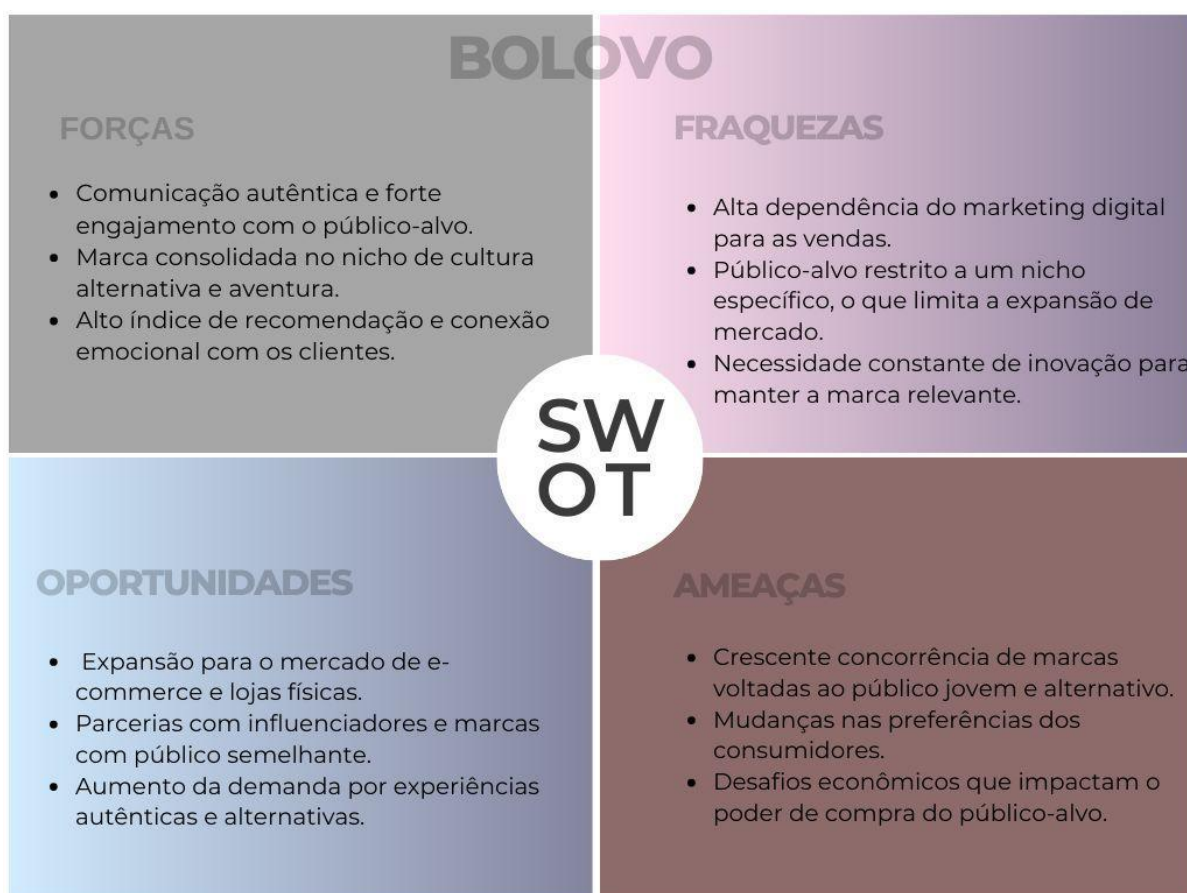 BOLOVO
FORÇAS
• Comunicação autêntica e forte
engajamento com o público-alvo.
• Marca consolidada no nicho de cultura
alternativa e aventura.
• Alto índice de recomendação e conexão
emocional com os clientes.
FRAQUEZAS
• Alta dependência do marketing digital
para as vendas.
• Público-alvo restrito a um nicho
específico, o que limita a expansão de
mercado.
• Necessidade constante de inovação para
manter a marca relevante.
SW
OT
OPORTUNIDADES
• Expansão para o mercado de e-
commerce e lojas físicas.
• Parcerias com influenciadores e marcas
com público semelhante.
• Aumento da demanda por experiências
autênticas e alternativas.
AMEAÇAS
• Crescente concorrência de marcas
voltadas ao público jovem e alternativo.
• Mudanças nas preferências dos
consumidores.
• Desafios econômicos que impactam o
poder de compra do público-alvo.